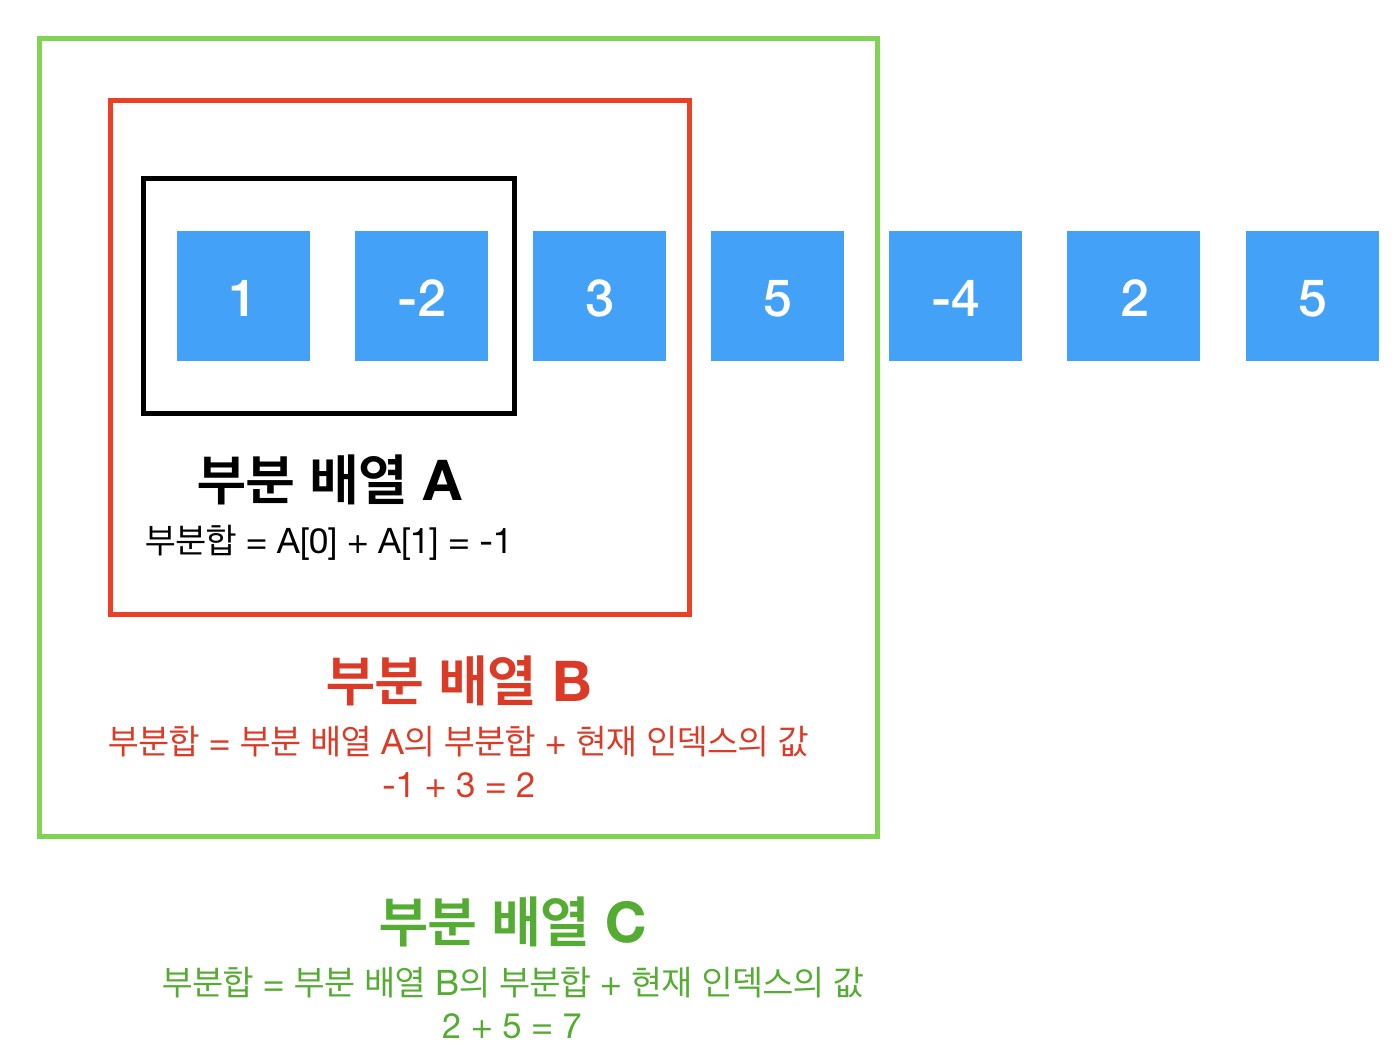 1 -2 3 5 -4 2 5
부분 배열 A
부분합 = A[0] + A[1] = -1
부분 배열 B
부분합 = 부분 배열 A의 부분합 + 현재 인덱스의 값
-1 + 3 = 2
부분 배열 C
부분합 = 부분 배열 B의 부분합 + 현재 인덱스의 값
2 + 5 = 7